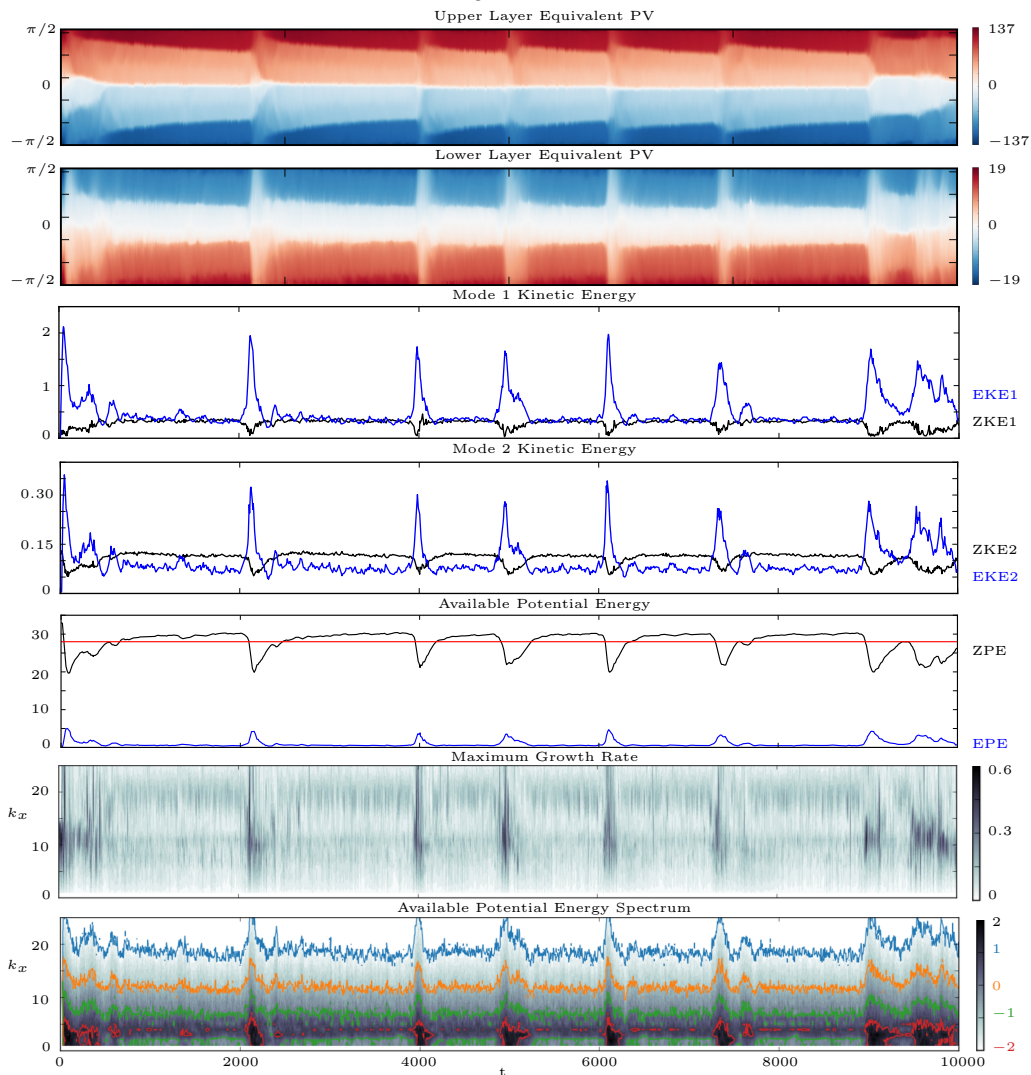 Upper Layer Equivalent PV
π/2
0
−π/2
137
0
−137
Lower Layer Equivalent PV
π/2
0
−π/2
19
0
−19
Mode 1 Kinetic Energy
2
1
0
EKE1
ZKE1
Mode 2 Kinetic Energy
0.30
0.15
0
ZKE2
EKE2
Available Potential Energy
30
20
10
0
ZPE
EPE
Maximum Growth Rate
20
k_x
10
0
0.6
0.3
0
Available Potential Energy Spectrum
20
k_x
10
0
2
1
0
−1
−2
0 2000 4000 6000 8000 10000
t